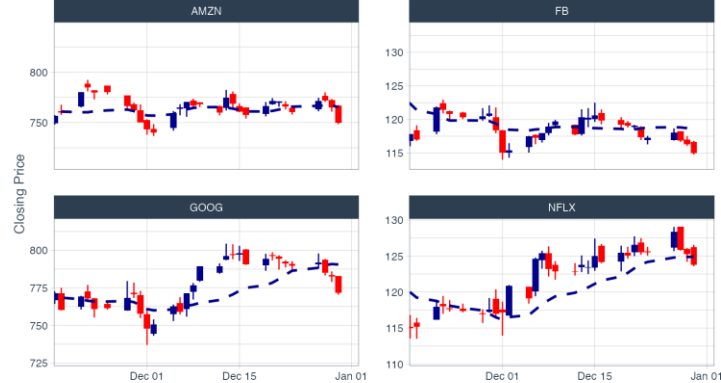 AMZN
FB
800
750
130
125
120
115
Closing Price
GOOG
NFLX
800
775
750
725
130
125
120
115
110
Dec 01
Dec 15
Jan 01
Dec 01
Dec 15
Jan 01